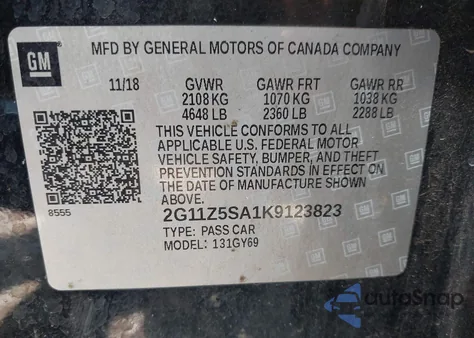 GM
MFD BY GENERAL MOTORS OF CANADA COMPANY
11/18 GVWR GAWR FRT GAWR RR
2108 KG 1070 KG 1038 KG
4648 LB 2360 LB 2288 LB
THIS VEHICLE CONFORMS TO ALL
APPLICABLE U.S. FEDERAL MOTOR
VEHICLE SAFETY, BUMPER, AND THEFT
PREVENTION STANDARDS IN EFFECT ON
THE DATE OF MANUFACTURE SHOWN
ABOVE.
8555 2G11Z5SA1K9123823
TYPE: PASS CAR
MODEL: 131GY69
autoSnap